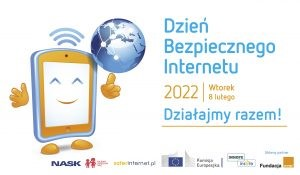 Dzień
Bezpiecznego
Internetu
2022 Wtorek
8 lutego
Działajmy razem!
NASK
saferinternet.pl
Komisja
Europejska
Fundacja